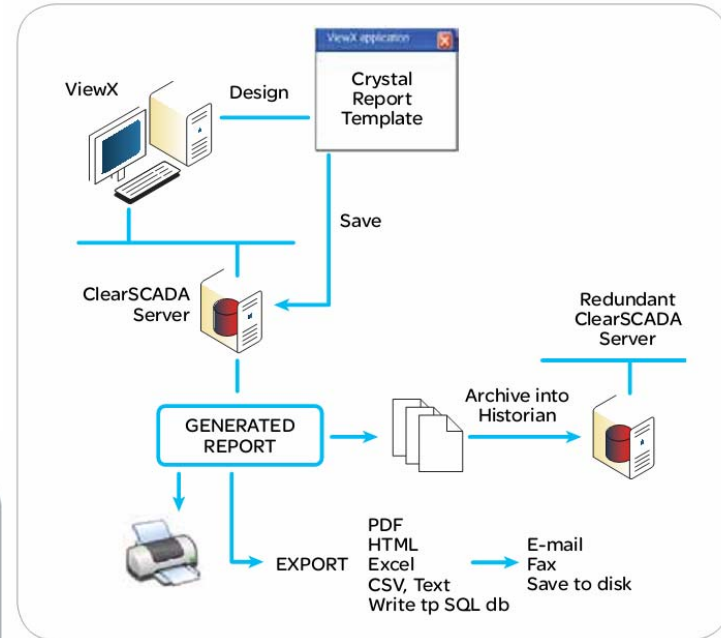 ViewX application
Crystal
Report
Template
ViewX
Design
Save
ClearSCADA
Server
Redundant
ClearSCADA
Server
GENERATED
REPORT
Archive into
Historian
EXPORT
PDF
HTML
Excel
CSV, Text
Write tp SQL db
E-mail
Fax
Save to disk